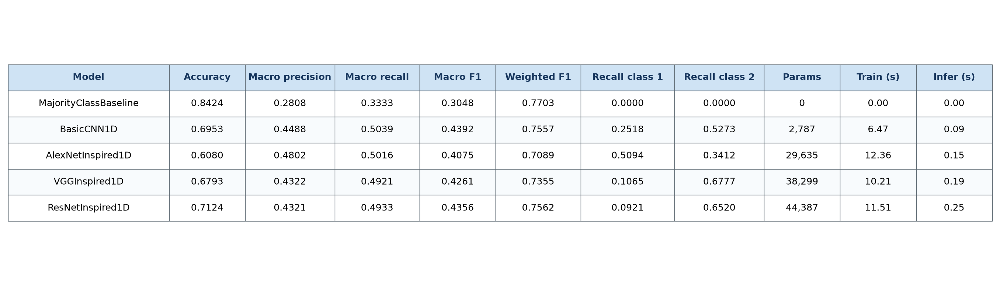 Model Accuracy Macro precision Macro recall Macro F1 Weighted F1 Recall class 1 Recall class 2 Params Train (s) Infer (s)
MajorityClassBaseline 0.8424 0.2808 0.3333 0.3048 0.7703 0.0000 0.0000 0 0.00 0.00
BasicCNN1D 0.6953 0.4488 0.5039 0.4392 0.7557 0.2518 0.5273 2,787 6.47 0.09
AlexNetInspired1D 0.6080 0.4802 0.5016 0.4075 0.7089 0.5094 0.3412 29,635 12.36 0.15
VGGInspired1D 0.6793 0.4322 0.4921 0.4261 0.7355 0.1065 0.6777 38,299 10.21 0.19
ResNetInspired1D 0.7124 0.4321 0.4933 0.4356 0.7562 0.0921 0.6520 44,387 11.51 0.25